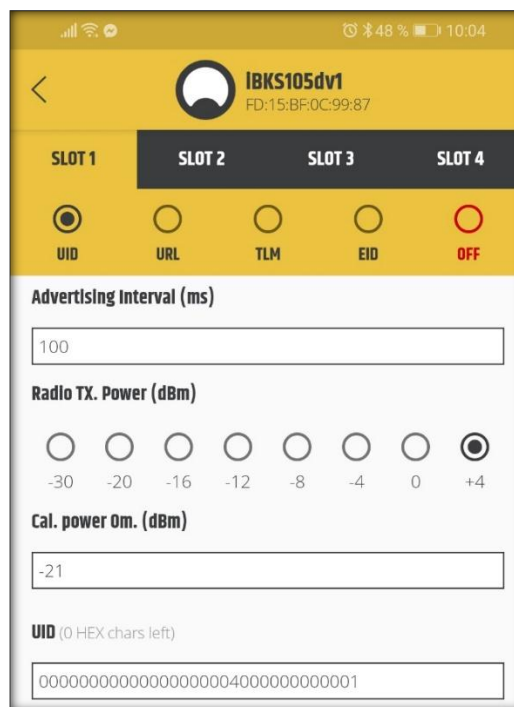 48 % 10:04
iBKS105dv1
FD:15:BF:0C:99:87
SLOT 1 SLOT 2 SLOT 3 SLOT 4
UID URL TLM EID OFF
Advertising Interval (ms)
100
Radio TX. Power (dBm)
-30 -20 -16 -12 -8 -4 0 +4
Cal. power 0m. (dBm)
-21
UID (0 HEX chars left)
00000000000000000004000000000001